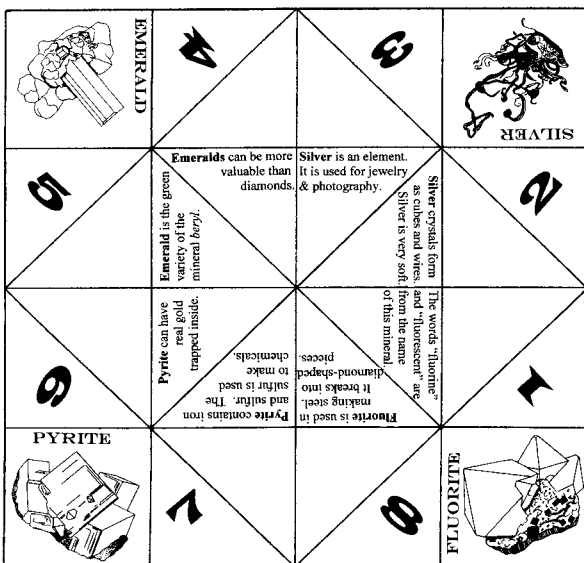 EMERALD
4
3
SILVER
5
Emeralds can be more
valuable than
diamonds.
Silver is an element.
It is used for jewelry
& photography.
2
Emerald is the green
variety of the
mineral beryl.
Silver crystals form
as cubes and wires.
Silver is very soft.
Pyrite can have
real gold
trapped inside.
The words "fluorine"
and "fluorescent" are
from the name
of this mineral.
6
Pyrite contains iron
and sulfur. The
sulfur is used
to make
chemicals.
Fluorite is used in
making steel.
It breaks into
diamond-shaped
pieces.
1
PYRITE
7
8
FLUORITE